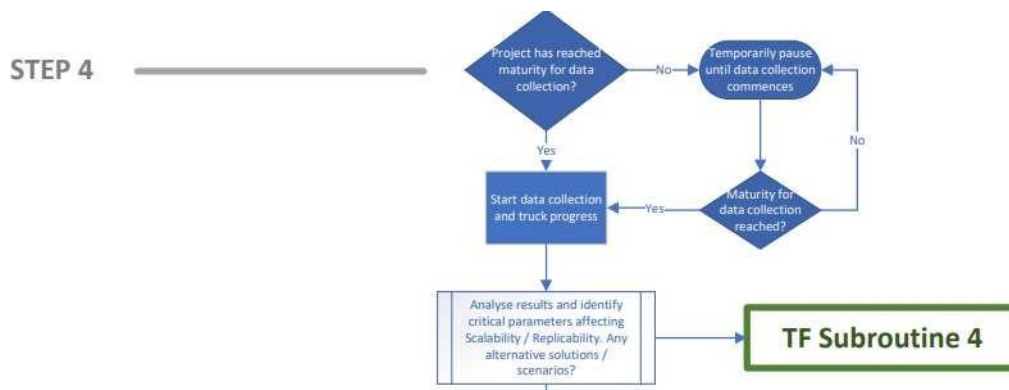 Project has reached
maturity for data
collection?
No
Temporarily pause
until data collection
commences
STEP 4
No
Yes
Start data collection
and truck progress
Yes
Maturity for
data collection
reached?
Analyse results and identify
critical parameters affecting
Scalability / Replicability. Any
alternative solutions /
scenarios?
TF Subroutine 4